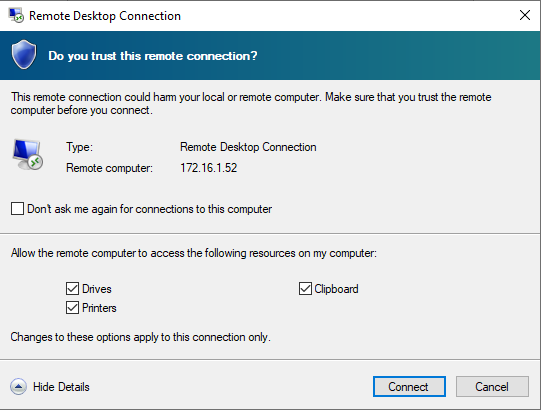 Remote Desktop Connection
Do you trust this remote connection?
This remote connection could harm your local or remote computer. Make sure that you trust the remote
computer before you connect.
Type: Remote Desktop Connection
Remote computer: 172.16.1.52
Don't ask me again for connections to this computer
Allow the remote computer to access the following resources on my computer:
Drives Clipboard
Printers
Changes to these options apply to this connection only.
Hide Details Connect Cancel